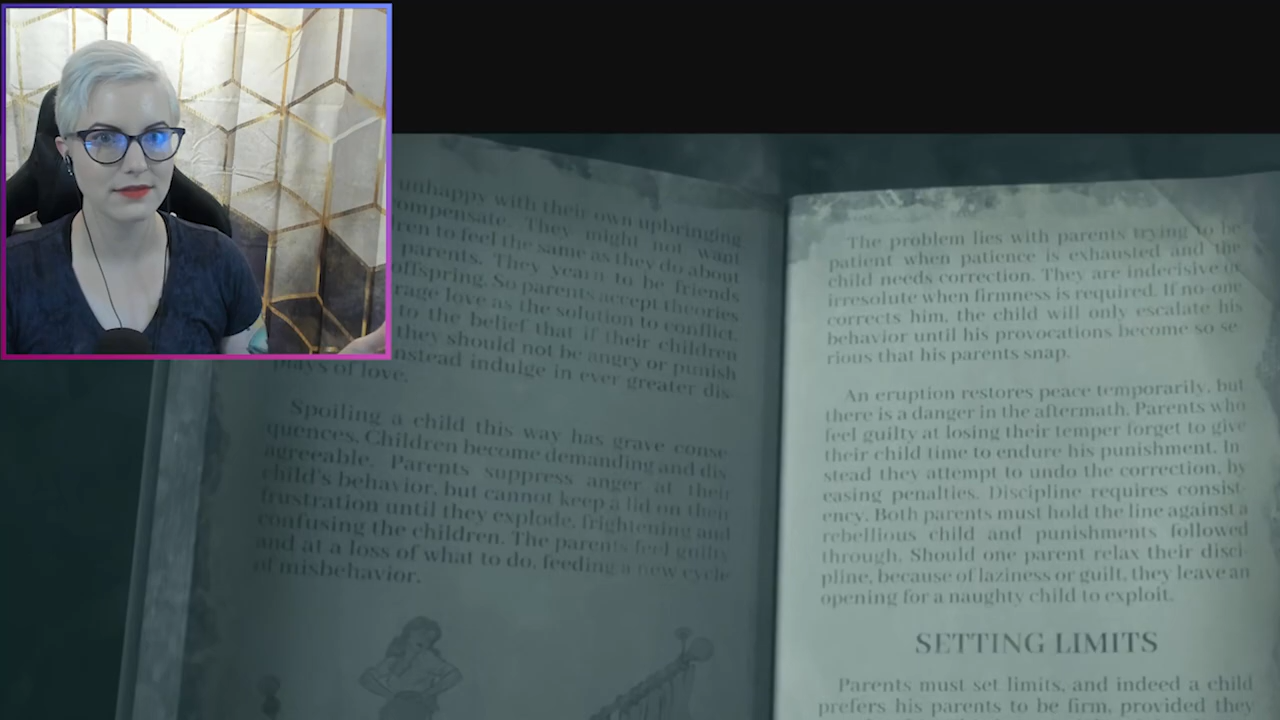 unhappy with their own upbringing
ompensate. They might not want
ren to feel the same as they do about
parents. They yearn to be friends
offspring. So parents accept theories
rage love as the solution to conflict.
to the belief that if their children
they should not be angry or punish
nstead indulge in ever greater dis-
plays of love.
Spoiling a child this way has grave conse-
quences. Children become demanding and dis-
agreeable. Parents suppress anger at their
child's behavior, but cannot keep a lid on their
frustration until they explode, frightening and
confusing the children. The parents feel guilty
and at a loss of what to do, feeding a new cycle
of misbehavior.
The problem lies with parents trying to be
patient when patience is exhausted and the
child needs correction. They are indecisive or
irresolute when firmness is required. If no-one
corrects him, the child will only escalate his
behavior until his provocations become so se-
rious that his parents snap.
An eruption restores peace temporarily, but
there is a danger in the aftermath. Parents who
feel guilty at losing their temper forget to give
their child time to endure his punishment. In-
stead they attempt to undo the correction, by
easing penalties. Discipline requires consist-
ency. Both parents must hold the line against a
rebellious child and punishments followed
through. Should one parent relax their disci-
pline, because of laziness or guilt, they leave an
opening for a naughty child to exploit.
SETTING LIMITS
Parents must set limits, and indeed a child
prefers his parents to be firm, provided they